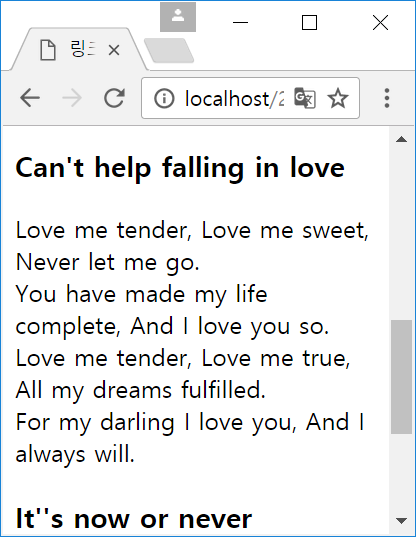 링크
localhost/2
Can't help falling in love
Love me tender, Love me sweet,
Never let me go.
You have made my life
complete, And I love you so.
Love me tender, Love me true,
All my dreams fulfilled.
For my darling I love you, And I
always will.
It''s now or never